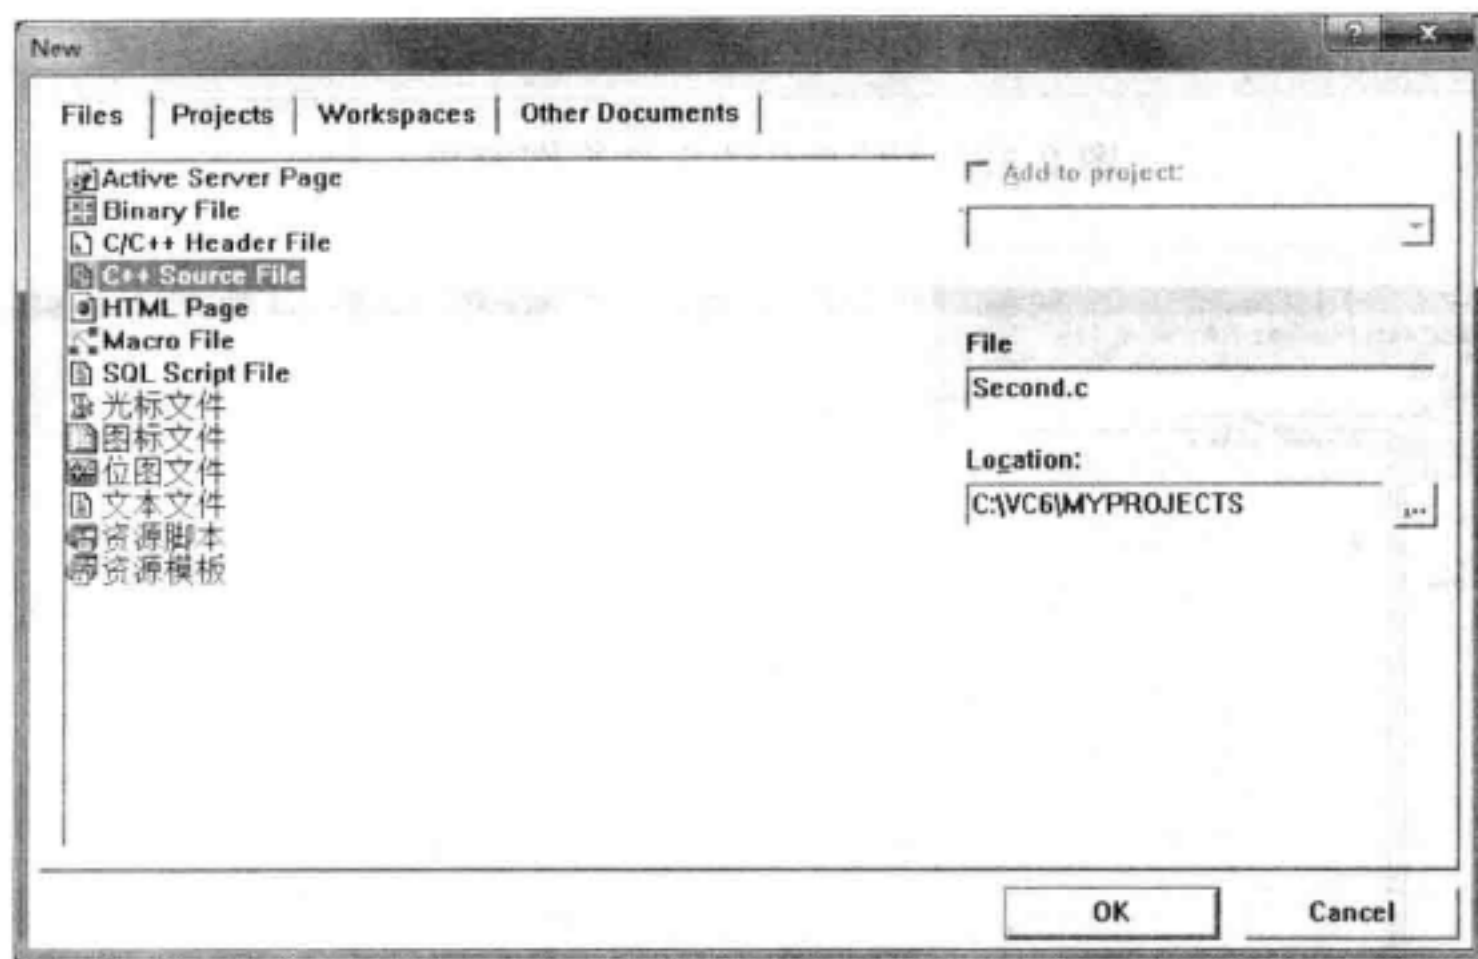 New
Files
Projects
Workspaces
Other Documents
Active Server Page
Binary File
C/C++ Header File
C++ Source File
HTML Page
Macro File
SQL Script File
光标文件
图标文件
位图文件
文本文件
资源脚本
资源模板
Add to project:
File
Second.c
Location:
C:\VC6\MYPROJECTS
...
OK
Cancel